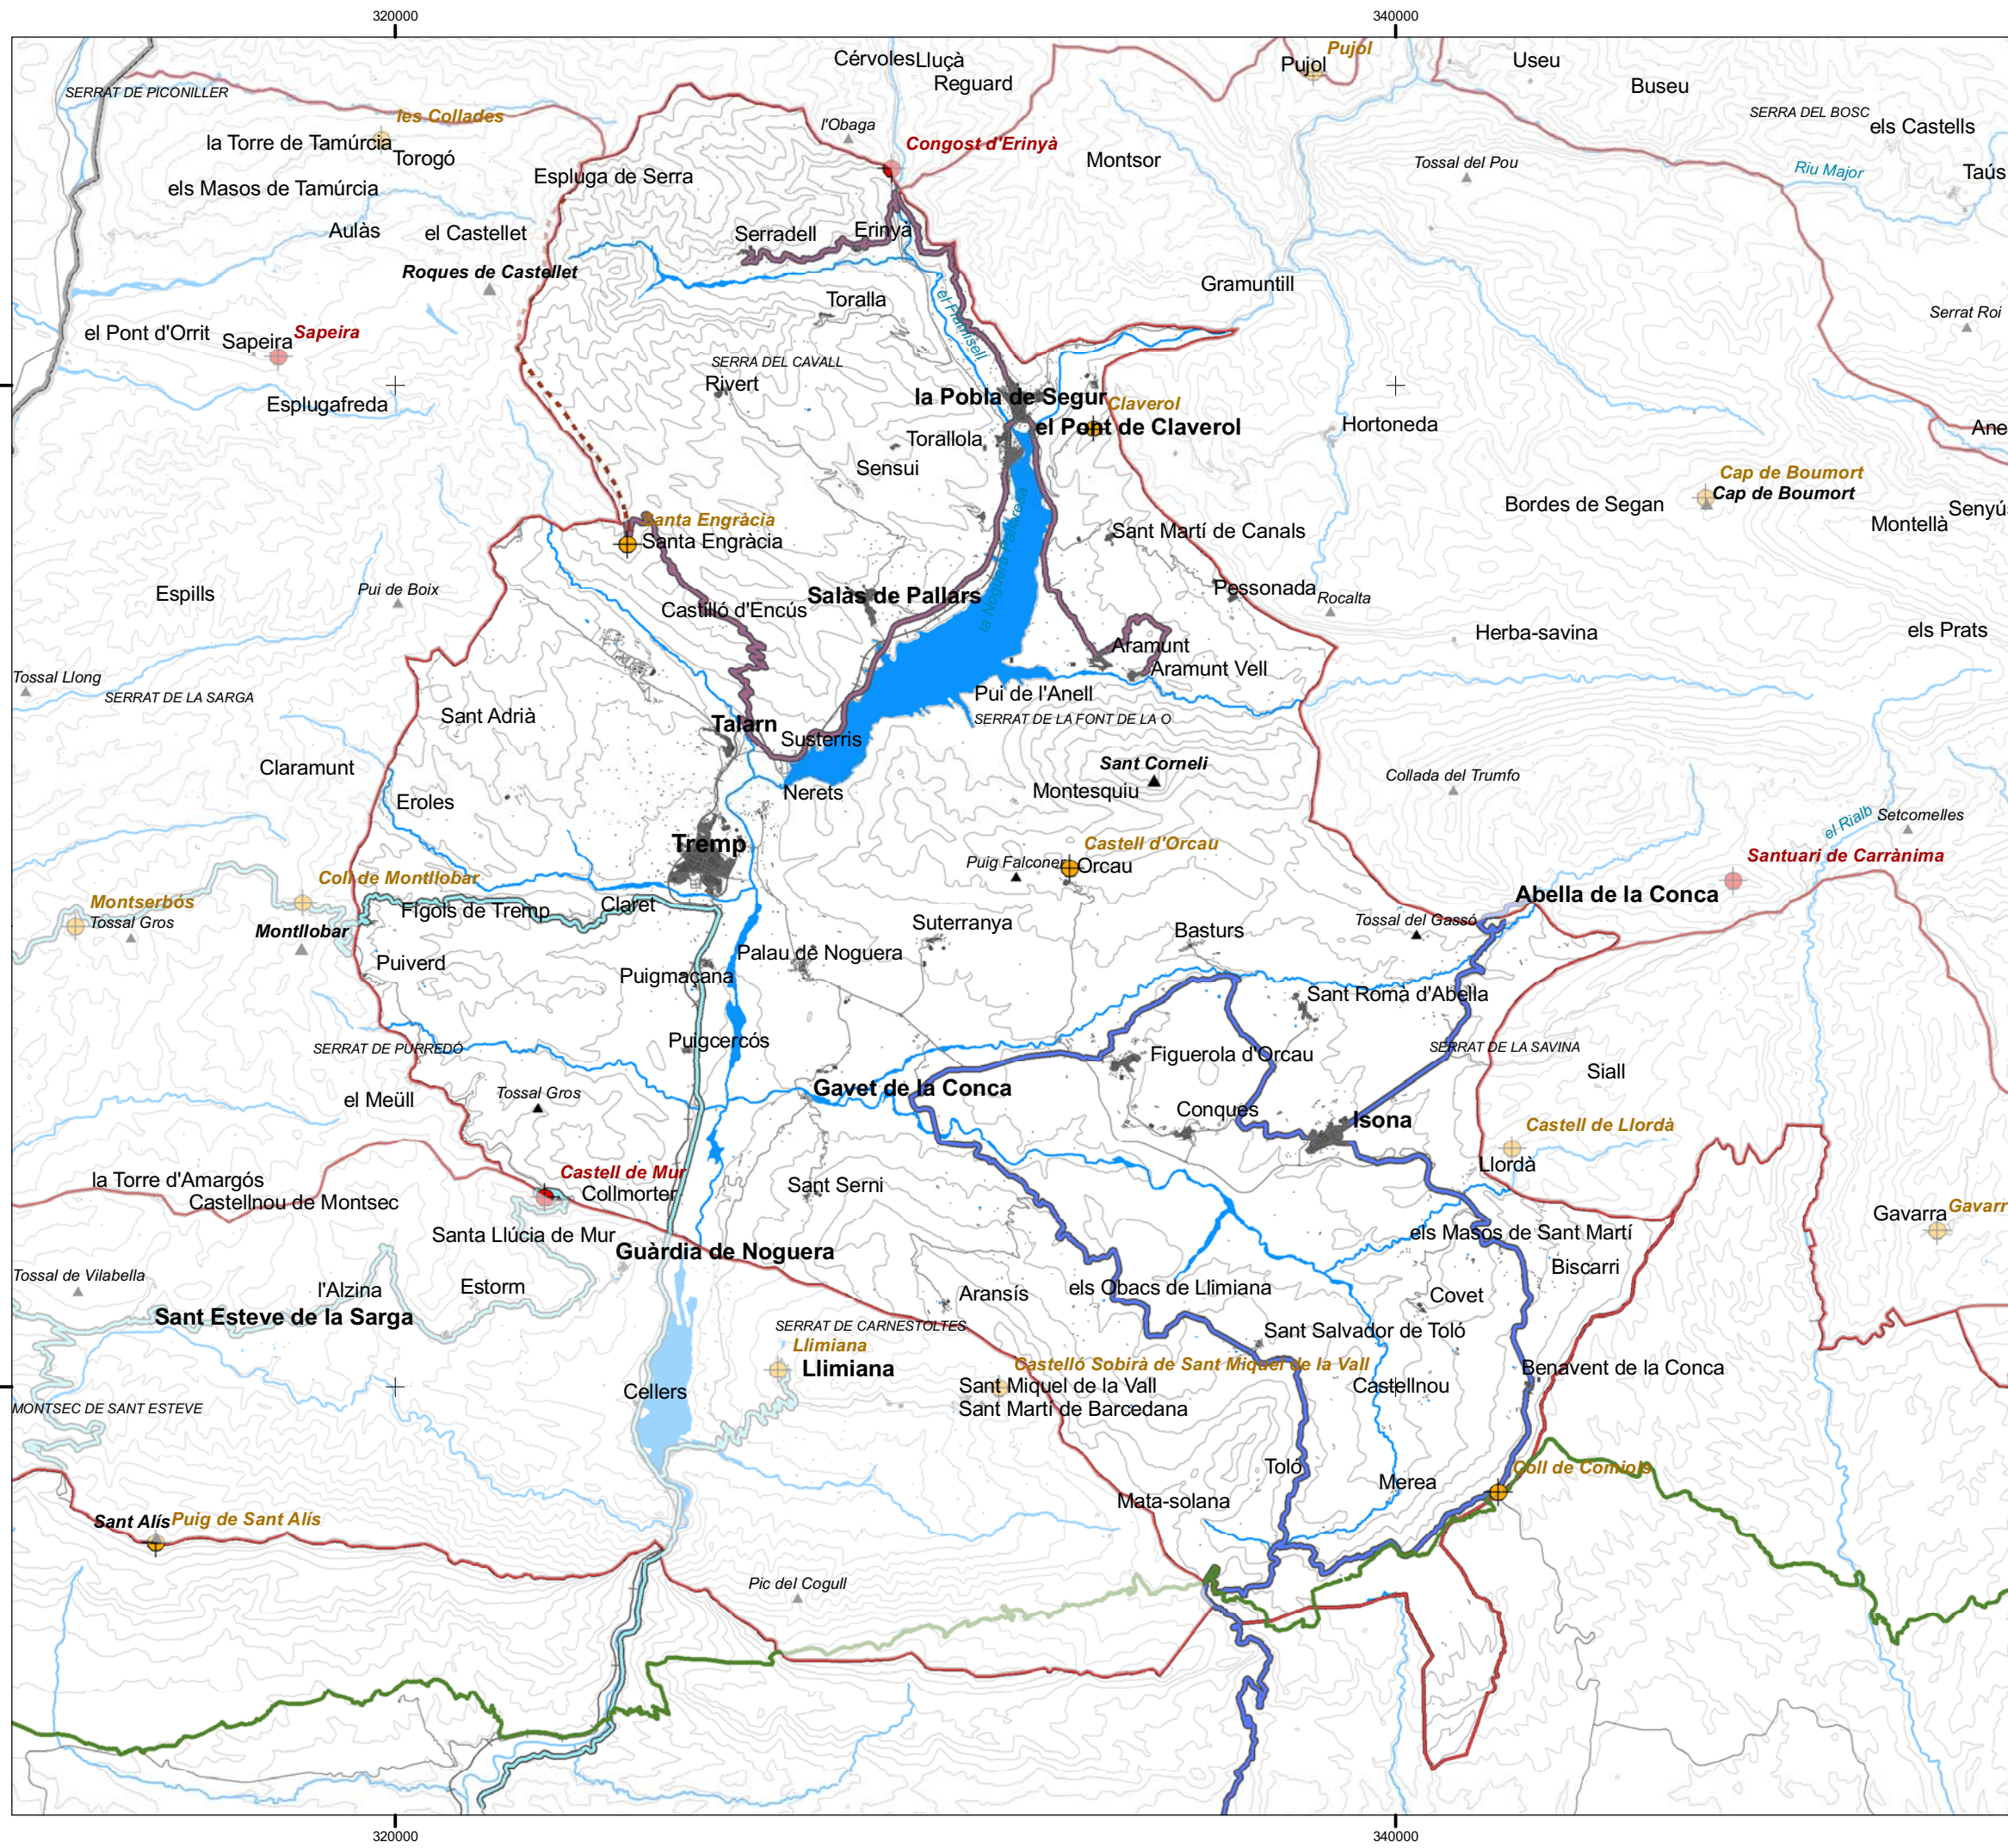 320000
340000
Pujol
CérvolesLluçà
Useu
Pujol
Reguard
Buseu
SERRAT DE PICONILLER
les Collades
SERRA DEL BOSC
l'Obaga
els Castells
la Torre de Tamúrcia
Congost d'Erinyà
Torogó
Montsor
Tossal del Pou
Riu Major
Taús
Espluga de Serra
els Masos de Tamúrcia
Aulàs
el Castellet
Serradell
Erinyà
Roques de Castellet
Gramuntill
Toralla
el Flamisell
Serrat Roi
el Pont d'Orrit
Sapeira
Sapeira
SERRA DEL CAVALL
Rivert
la Pobla de Segur
Esplugafreda
Claverol
el Pont de Claverol
Hortoneda
Ane
Torallola
Sensui
Cap de Boumort
Cap de Boumort
Bordes de Segan
Senyús
Montellà
Santa Engràcia
Santa Engràcia
la Noguera Pallaresa
Sant Martí de Canals
Espills
Pui de Boix
Salàs de Pallars
Pessonada
Rocalta
Castilló d'Encús
Herba-savina
els Prats
Aramunt
Aramunt Vell
Tossal Llong
SERRAT DE LA SARGA
Pui de l'Anell
Sant Adrià
SERRAT DE LA FONT DE LA O
Talarn
Susterris
Claramunt
Sant Corneli
Collada del Trumfo
Montesquiu
Nerets
Eroles
el Rialb
Setcomelles
Tremp
Castell d'Orcau
Puig Falconer
Orcau
Santuari de Carrànima
Coll de Montllobar
Abella de la Conca
Montserbós
Tossal Gros
Fígols de Tremp
Claret
Suterranya
Tossal del Gassó
Montllobar
Basturs
Palau de Noguera
Puiverd
Puigmaçana
Sant Romà d'Abella
SERRAT DE PURREDÓ
Puigcercós
SERRAT DE LA SAVINA
Figuerola d'Orcau
Siall
el Meüll
Tossal Gros
Gavet de la Conca
Conques
Isona
Castell de Llordà
Llordà
Castell de Mur
la Torre d'Amargós
Collmorter
Sant Serni
Castellnou de Montsec
Gavarra
Gavarr
Santa Llúcia de Mur
Guàrdia de Noguera
els Masos de Sant Martí
Biscarri
Tossal de Vilabella
l'Alzina
Estorm
Aransís
els Obacs de Llimiana
Covet
Sant Esteve de la Sarga
SERRAT DE CARNESTOLTES
Sant Salvador de Toló
Llimiana
Llimiana
Castelló Sobirà de Sant Miquel de la Vall
Benavent de la Conca
Cellers
Sant Miquel de la Vall
Castellnou
Sant Martí de Barcedana
MONTSEC DE SANT ESTEVE
Toló
Merea
Coll de Comiols
Mata-solana
Sant Alís
Puig de Sant Alís
Pic del Cogull
320000
340000